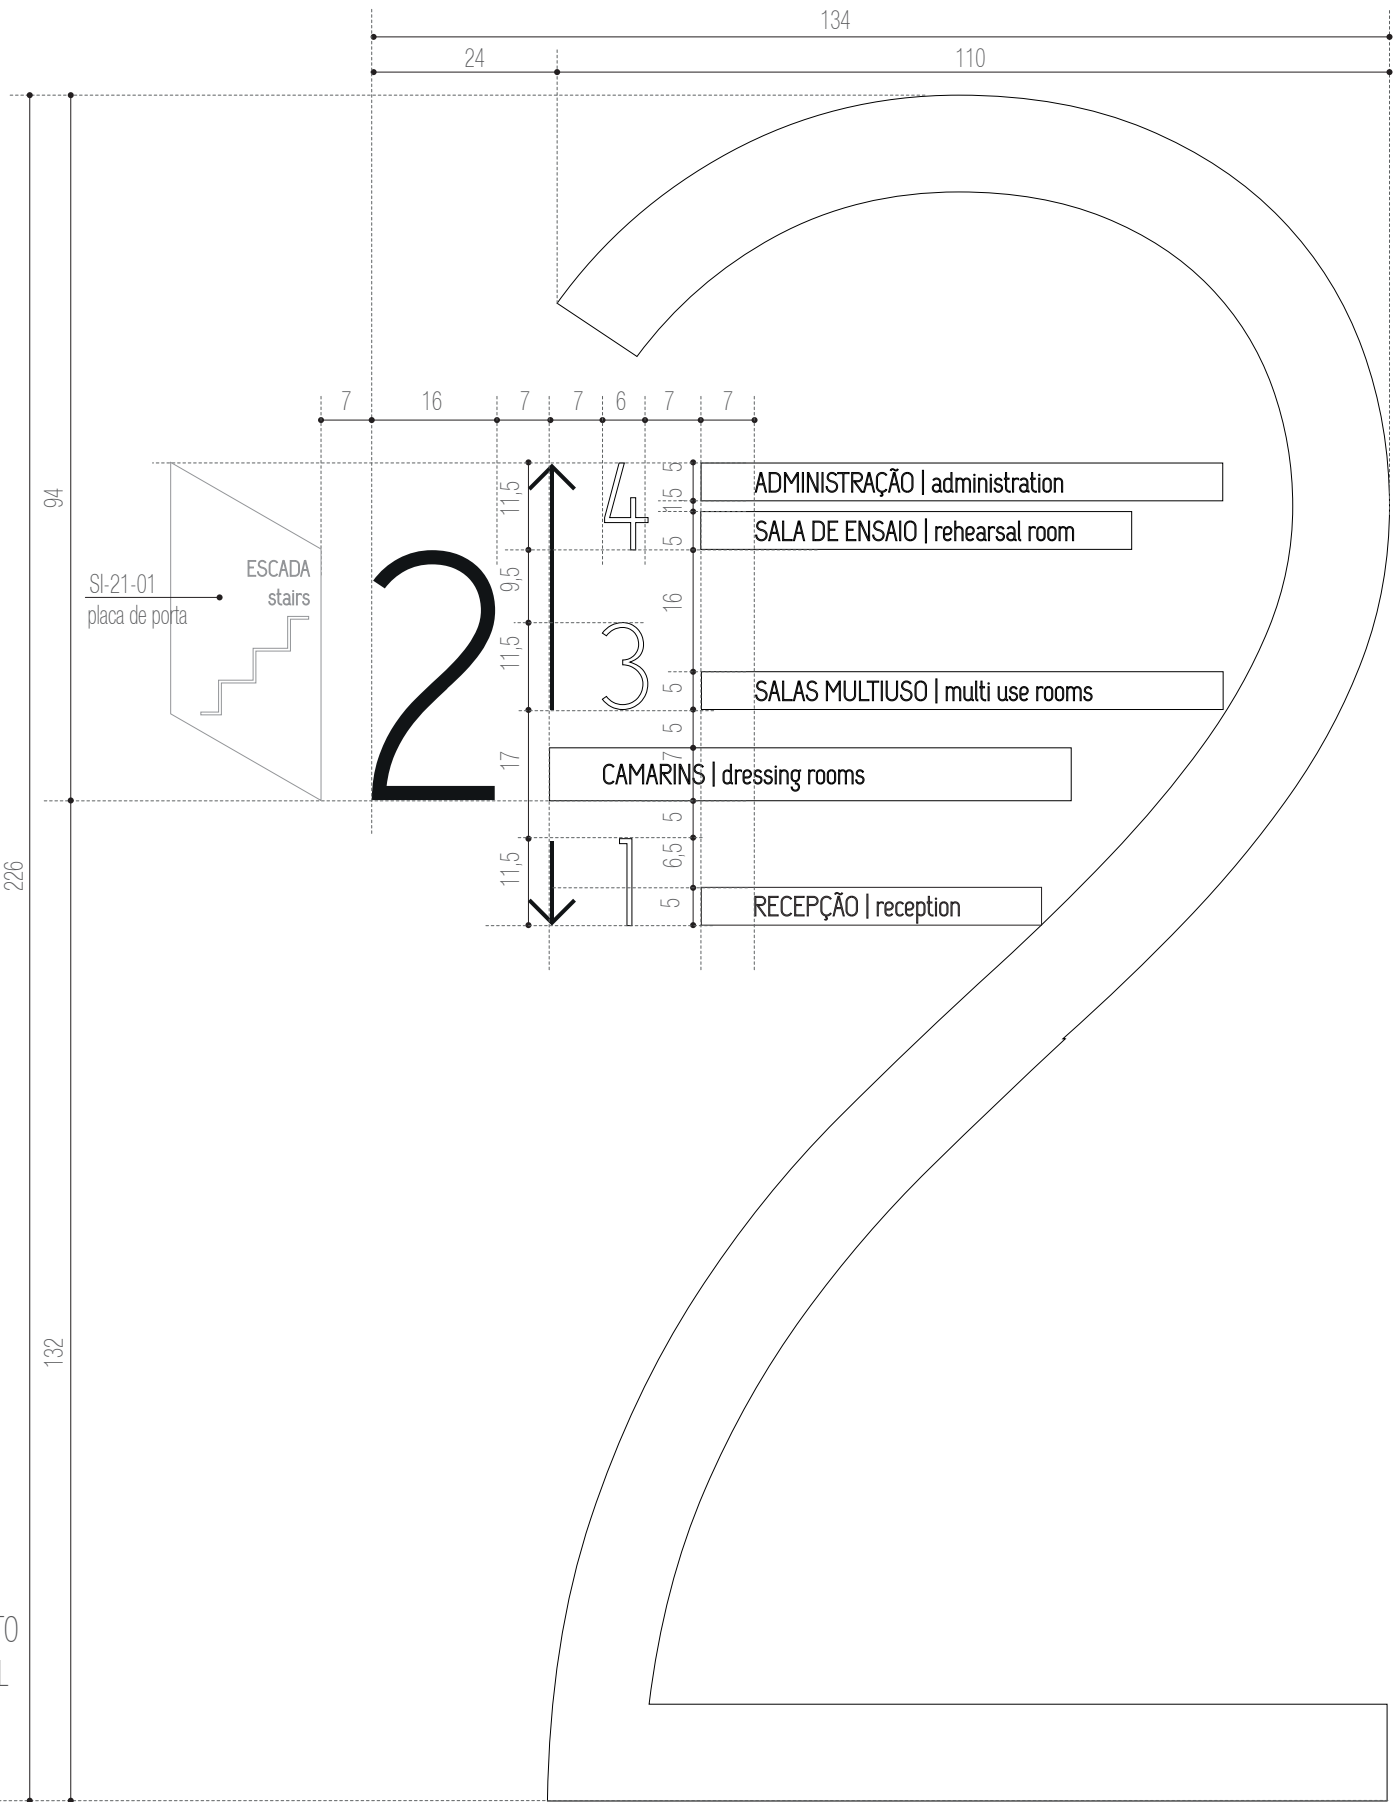 134
24 110
7 16 7 7 6 7 7
94
226
132
SI-21-01
placa de porta
ESCADA
stairs
2
11,5
9,5
11,5
17
11,5
4
3
1
5
1,5
5
16
5
5
7
5
6,5
5
ADMINISTRAÇÃO | administration
SALA DE ENSAIO | rehearsal room
SALAS MULTIUSO | multi use rooms
CAMARINS | dressing rooms
RECEPÇÃO | reception
2